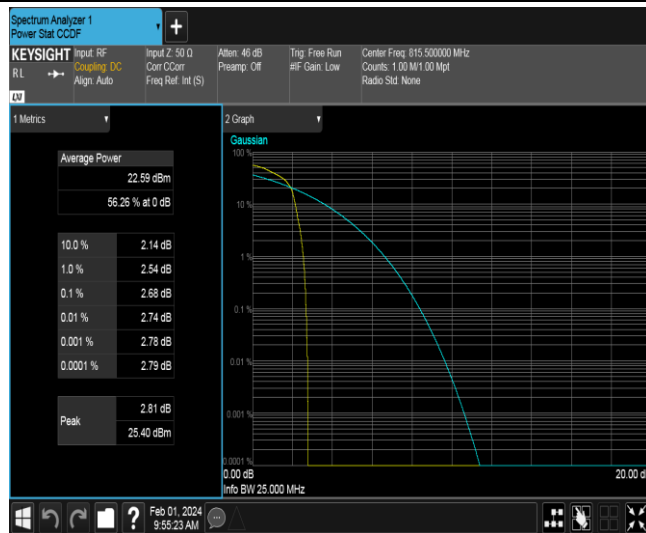 Spectrum Analyzer 1
Power Stat CCDF
+
KEYSIGHT
RL
Input: RF
Coupling: DC
Align: Auto
Input Z: 50 Ω
Corr CCorr
Freq Ref: Int (S)
Atten: 46 dB
Preamp: Off
Trig: Free Run
#IF Gain: Low
Center Freq: 815.500000 MHz
Counts: 1.00 M/1.00 Mpt
Radio Std: None
1 Metrics
Average Power
22.59 dBm
56.26 % at 0 dB
10.0 % 2.14 dB
1.0 % 2.54 dB
0.1 % 2.68 dB
0.01 % 2.74 dB
0.001 % 2.78 dB
0.0001 % 2.79 dB
Peak 2.81 dB
25.40 dBm
2 Graph
Gaussian
100 %
10 %
1 %
0.1 %
0.01 %
0.001 %
0.0001 %
0.00 dB 20.00 d
Info BW 25.000 MHz
?
Feb 01, 2024
9:55:23 AM